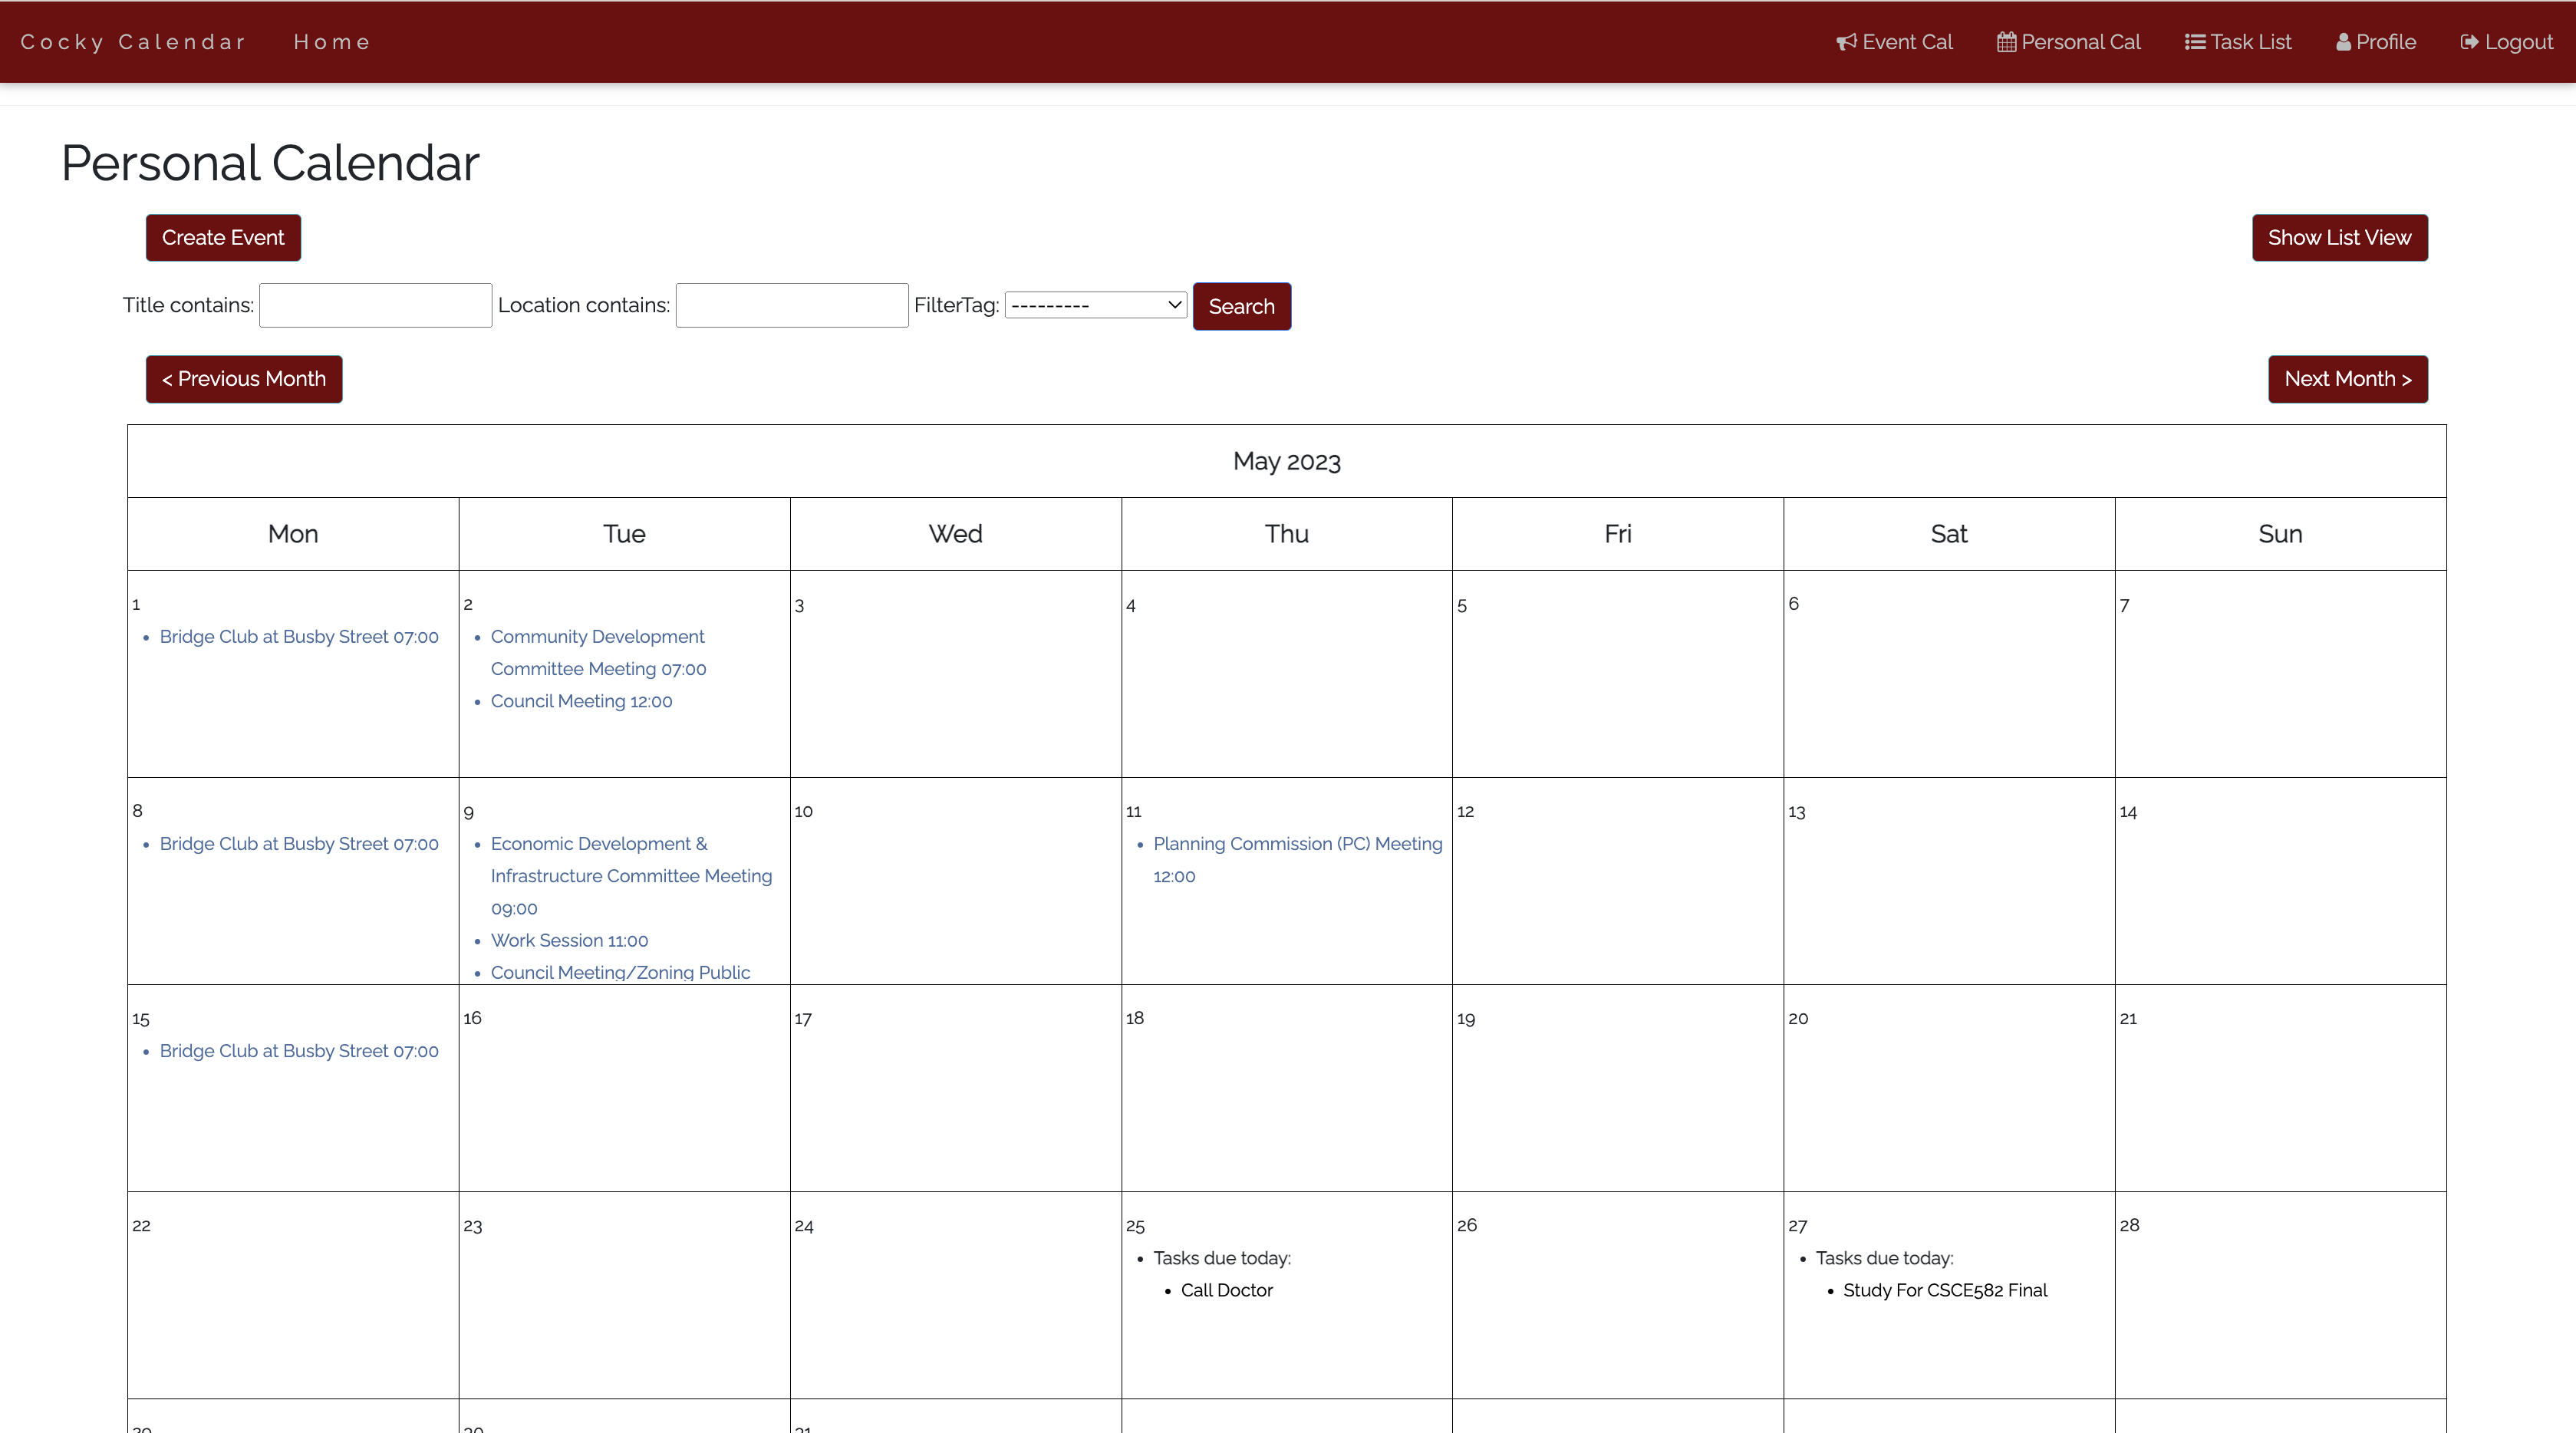 Cocky Calendar Home Event Cal Personal Cal Task List Profile Logout
Personal Calendar
Create Event Show List View
Title contains: Location contains: FilterTag: --------- Search
< Previous Month Next Month >
May 2023
Mon Tue Wed Thu Fri Sat Sun
1
Bridge Club at Busby Street 07:00
2
Community Development
Committee Meeting 07:00
Council Meeting 12:00
3
4
5
6
7
8
Bridge Club at Busby Street 07:00
9
Economic Development &
Infrastructure Committee Meeting
09:00
Work Session 11:00
Council Meeting/Zoning Public
10
11
Planning Commission (PC) Meeting
12:00
12
13
14
15
Bridge Club at Busby Street 07:00
16
17
18
19
20
21
22
23
24
25
Tasks due today:
Call Doctor
26
27
Tasks due today:
Study For CSCE582 Final
28
29
30
31